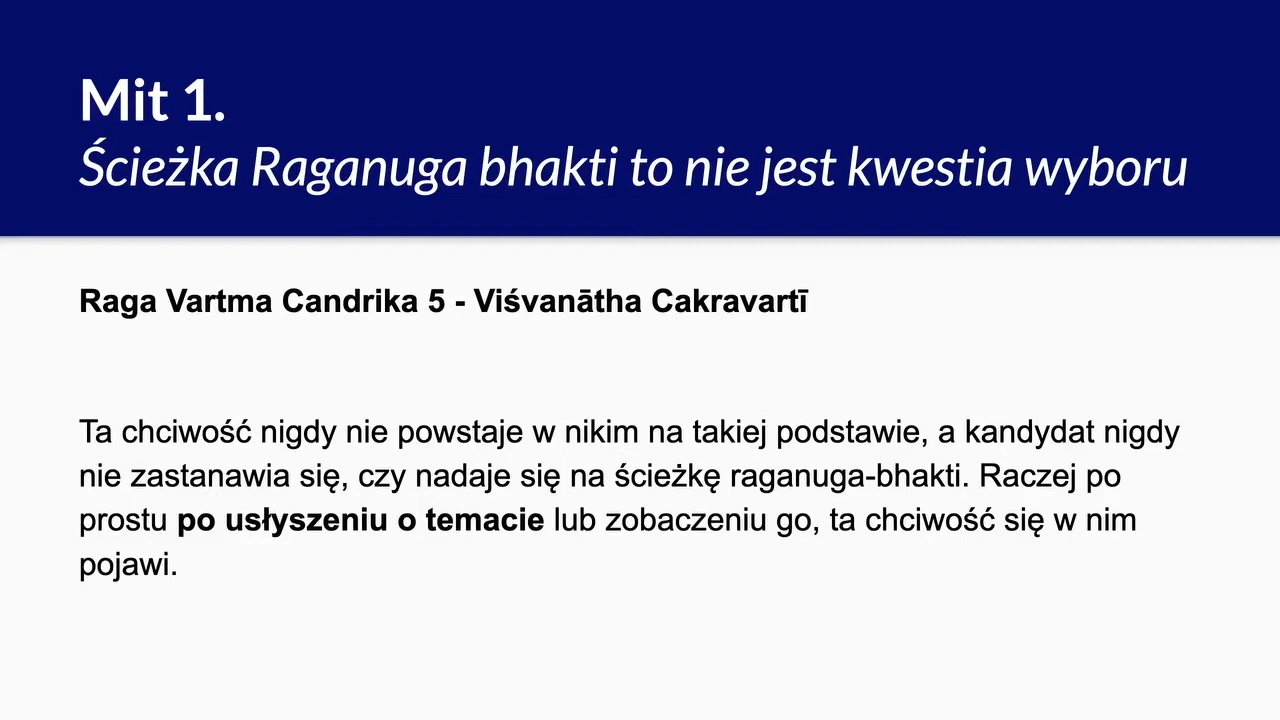 Mit 1.
Ścieżka Raganuga bhakti to nie jest kwestia wyboru
Raga Vartma Candrika 5 - Viśvanātha Cakravartī
Ta chciwość nigdy nie powstaje w nikim na takiej podstawie, a kandydat nigdy
nie zastanawia się, czy nadaje się na ścieżkę raganuga-bhakti. Raczej po
prostu po usłyszeniu o temacie lub zobaczeniu go, ta chciwość się w nim
pojawi.